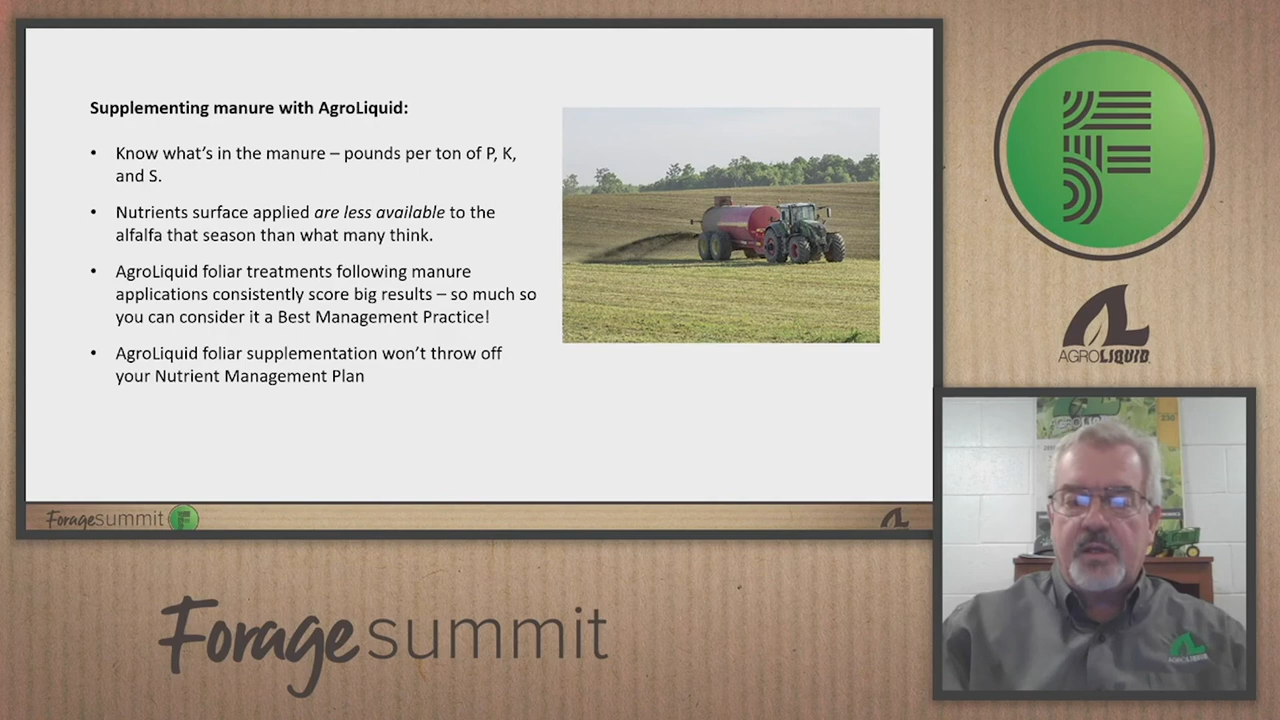 Supplementing manure with AgroLiquid:
• Know what's in the manure – pounds per ton of P, K,
and S.
• Nutrients surface applied are less available to the
alfalfa that season than what many think.
• AgroLiquid foliar treatments following manure
applications consistently score big results – so much so
you can consider it a Best Management Practice!
• AgroLiquid foliar supplementation won't throw off
your Nutrient Management Plan
Foragesummit F
F
AGROLIQUID
AGROLIQUID
AGROLIQUID
Foragesummit